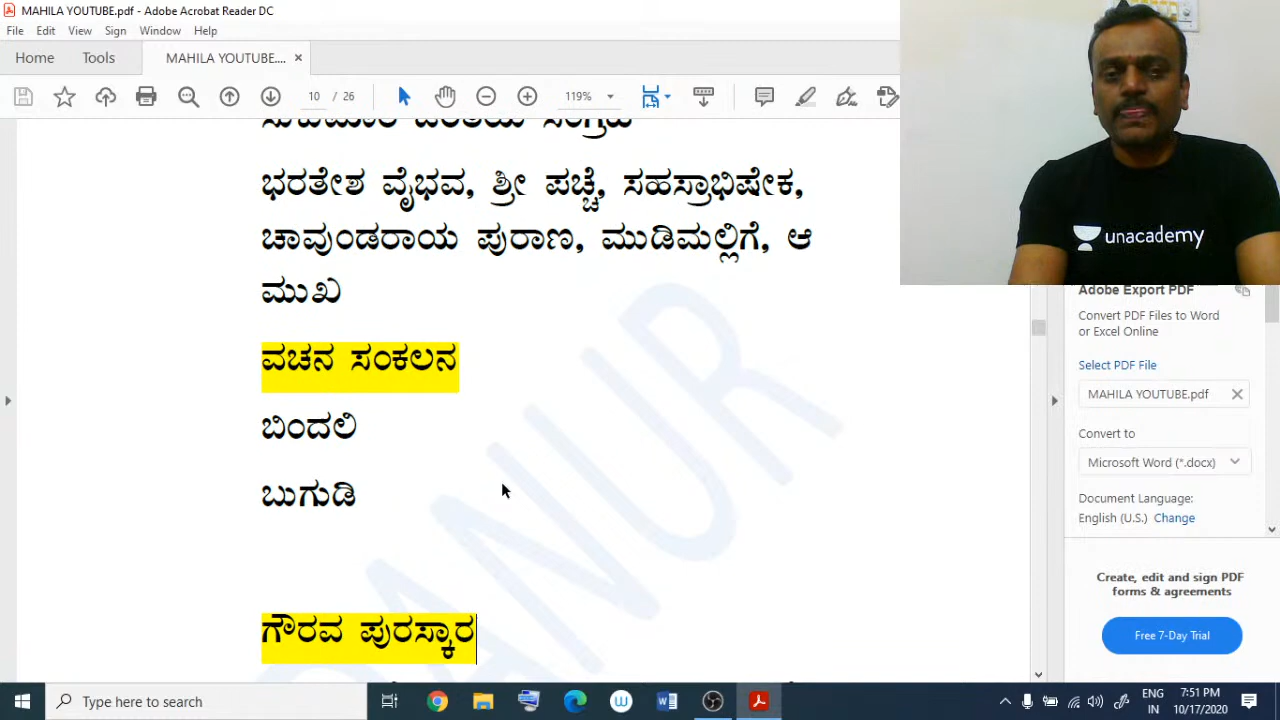 MAHILA YOUTUBE.pdf - Adobe Acrobat Reader DC
File Edit View Sign Window Help
Home Tools MAHILA YOUTUBE....
10 / 26 119%
ಭರತೇಶ ವೈಭವ, ಶ್ರೀ ಪಚ್ಚೆ, ಸಹಸ್ರಾಭಿಷೇಕ,
ಚಾವುಂಡರಾಯ ಪುರಾಣ, ಮುಡಿಮಲ್ಲಿಗೆ, ಆ
ಮುಖ
ವಚನ ಸಂಕಲನ
ಬಿಂದಲಿ
ಬುಗುಡಿ
ಗೌರವ ಪುರಸ್ಕಾರ
unacademy
Adobe Export PDF
Convert PDF Files to Word
or Excel Online
Select PDF File
MAHILA YOUTUBE.pdf
Convert to
Microsoft Word (*.docx)
Document Language:
English (U.S.) Change
Create, edit and sign PDF
forms & agreements
Free 7-Day Trial
Type here to search
ENG
IN
7:51 PM
10/17/2020